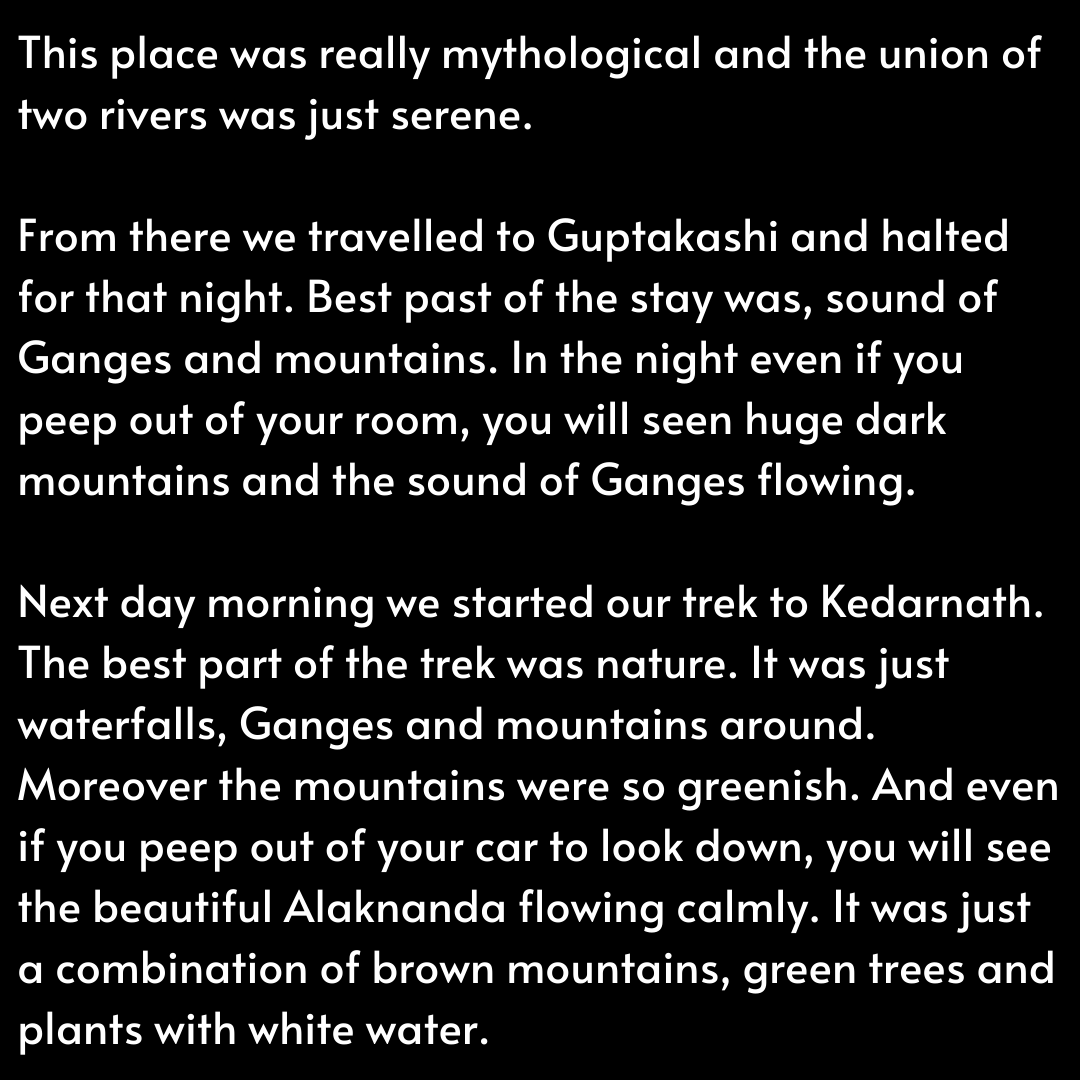 This place was really mythological and the union of
two rivers was just serene.
From there we travelled to Guptakashi and halted
for that night. Best past of the stay was, sound of
Ganges and mountains. In the night even if you
peep out of your room, you will seen huge dark
mountains and the sound of Ganges flowing.
Next day morning we started our trek to Kedarnath.
The best part of the trek was nature. It was just
waterfalls, Ganges and mountains around.
Moreover the mountains were so greenish. And even
if you peep out of your car to look down, you will see
the beautiful Alaknanda flowing calmly. It was just
a combination of brown mountains, green trees and
plants with white water.